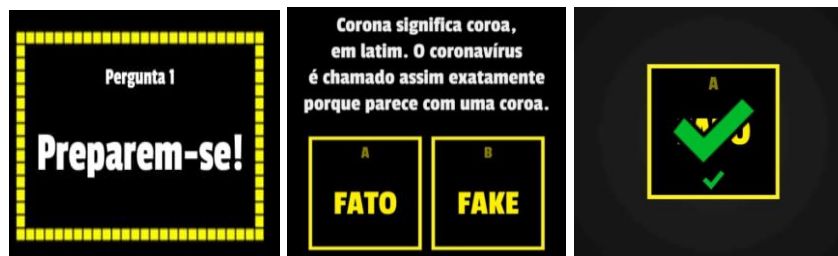 Pergunta 1
Preparem-se!
Corona significa coroa,
em latim. O coronavírus
é chamado assim exatamente
porque parece com uma coroa.
A
B
FATO
FAKE
A